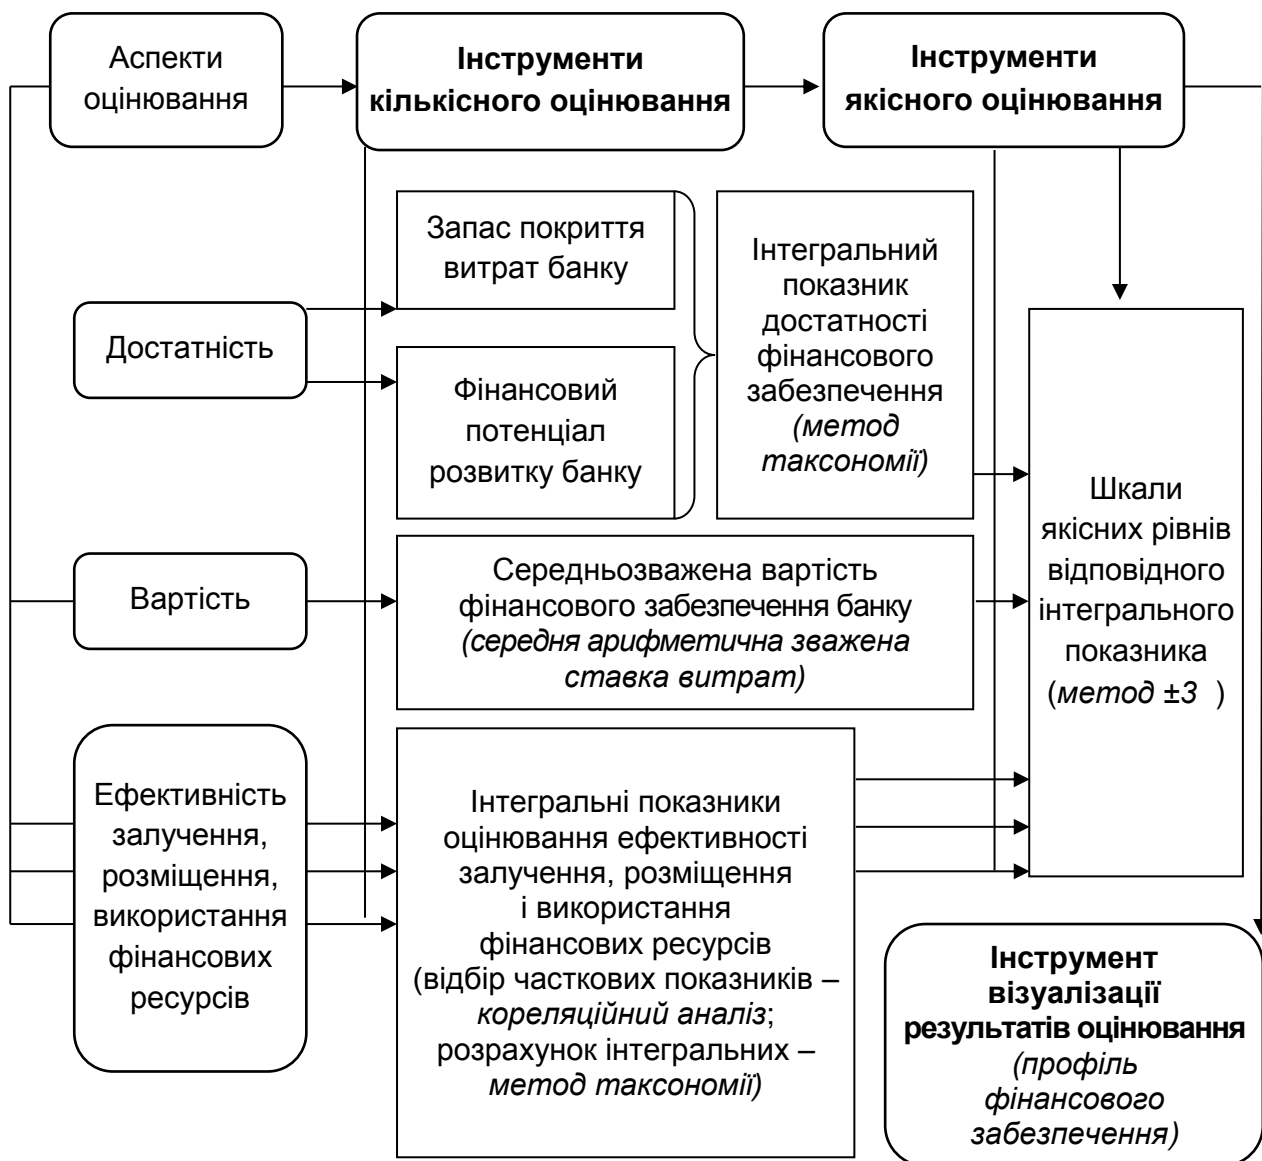 Аспекти
оцінювання
Інструменти
кількісного оцінювання
Інструменти
якісного оцінювання
Достатність
Запас покриття
витрат банку
Фінансовий
потенціал
розвитку банку
Інтегральний
показник
достатності
фінансового
забезпечення
(метод
таксономії)
Вартість
Середньозважена вартість
фінансового забезпечення банку
(середня арифметична зважена
ставка витрат)
Шкали
якісних рівнів
відповідного
інтегрального
показника
(метод ±3 )
Ефективність
залучення,
розміщення,
використання
фінансових
ресурсів
Інтегральні показники
оцінювання ефективності
залучення, розміщення
і використання
фінансових ресурсів
(відбір часткових показників –
кореляційний аналіз;
розрахунок інтегральних –
метод таксономії)
Інструмент
візуалізації
результатів оцінювання
(профіль
фінансового
забезпечення)